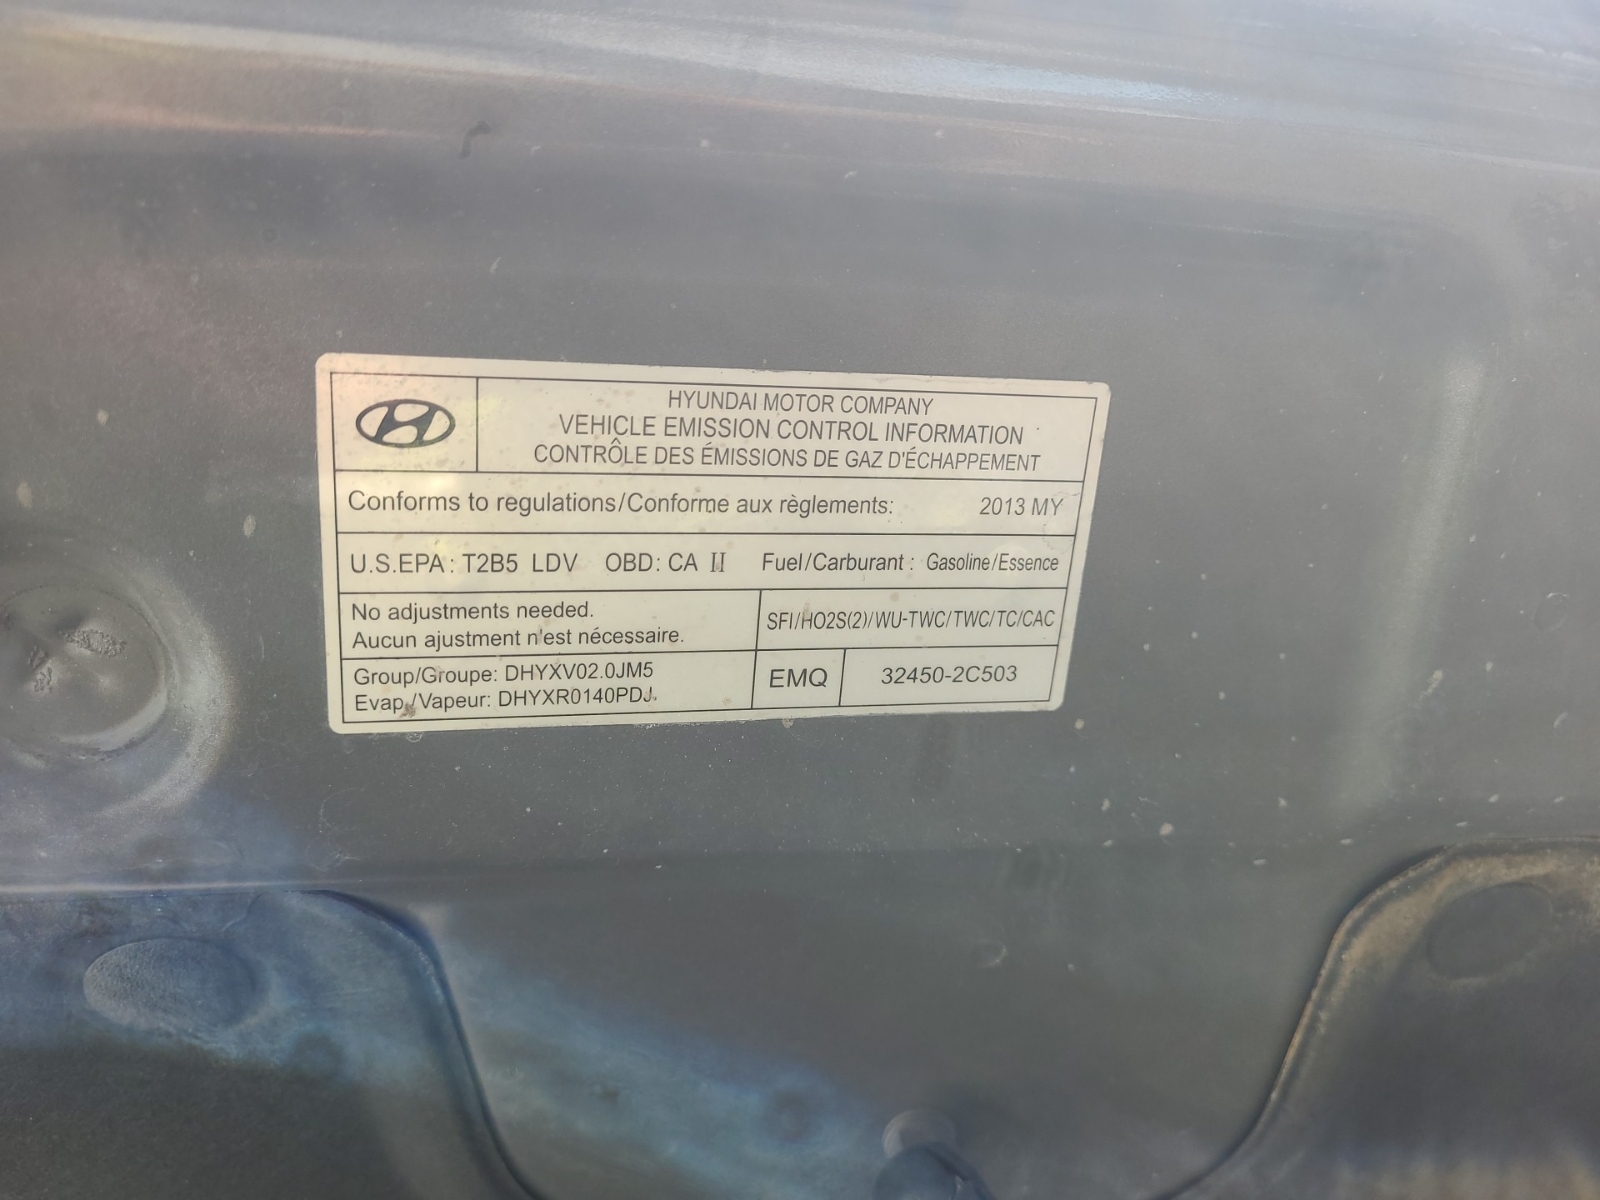 HYUNDAI MOTOR COMPANY
VEHICLE EMISSION CONTROL INFORMATION
CONTRÔLE DES ÉMISSIONS DE GAZ D'ÉCHAPPEMENT
Conforms to regulations/Conforme aux règlements: 2013 MY
U.S.EPA: T2B5 LDV OBD: CA II Fuel/Carburant : Gasoline/Essence
No adjustments needed.
Aucun ajustment n'est nécessaire.
SFI/HO2S(2)/WU-TWC/TWC/TC/CAC
Group/Groupe: DHYXV02.0JM5
Evap./Vapeur: DHYXR0140PDJ
EMQ
32450-2C503